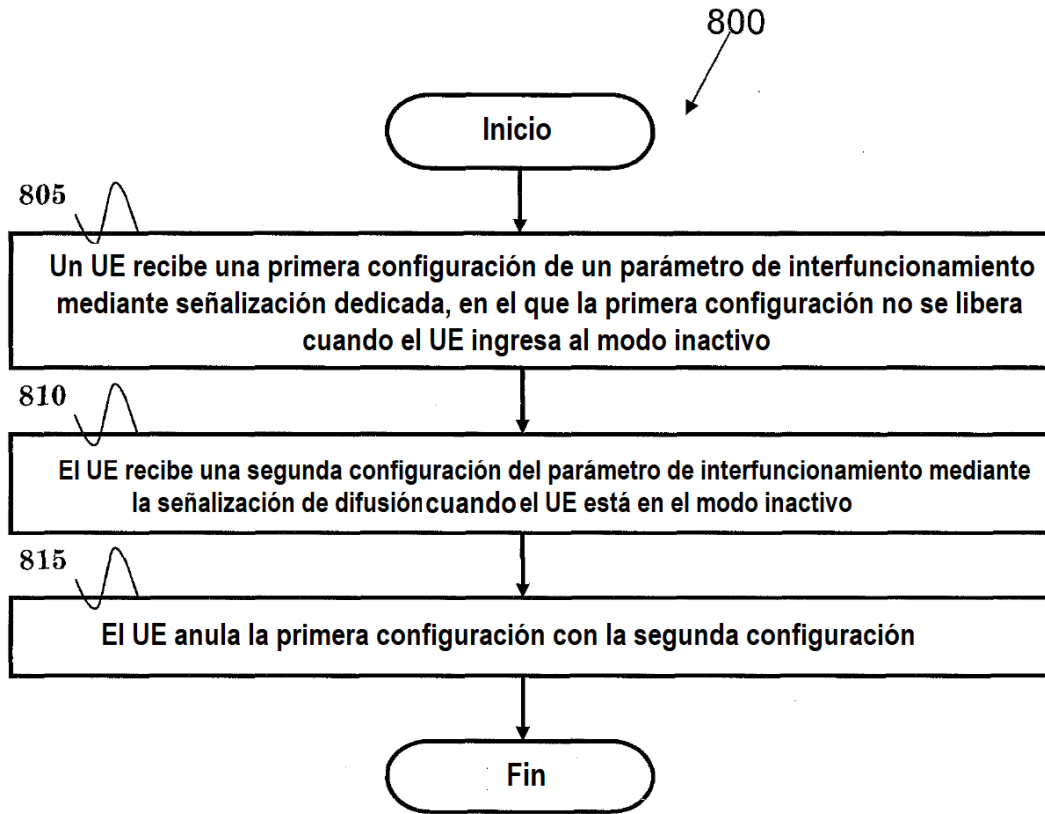 800
Inicio
805
Un UE recibe una primera configuración de un parámetro de interfuncionamiento
mediante señalización dedicada, en el que la primera configuración no se libera
cuando el UE ingresa al modo inactivo
810
El UE recibe una segunda configuración del parámetro de interfuncionamiento mediante
la señalización de difusión cuando el UE está en el modo inactivo
815
El UE anula la primera configuración con la segunda configuración
Fin